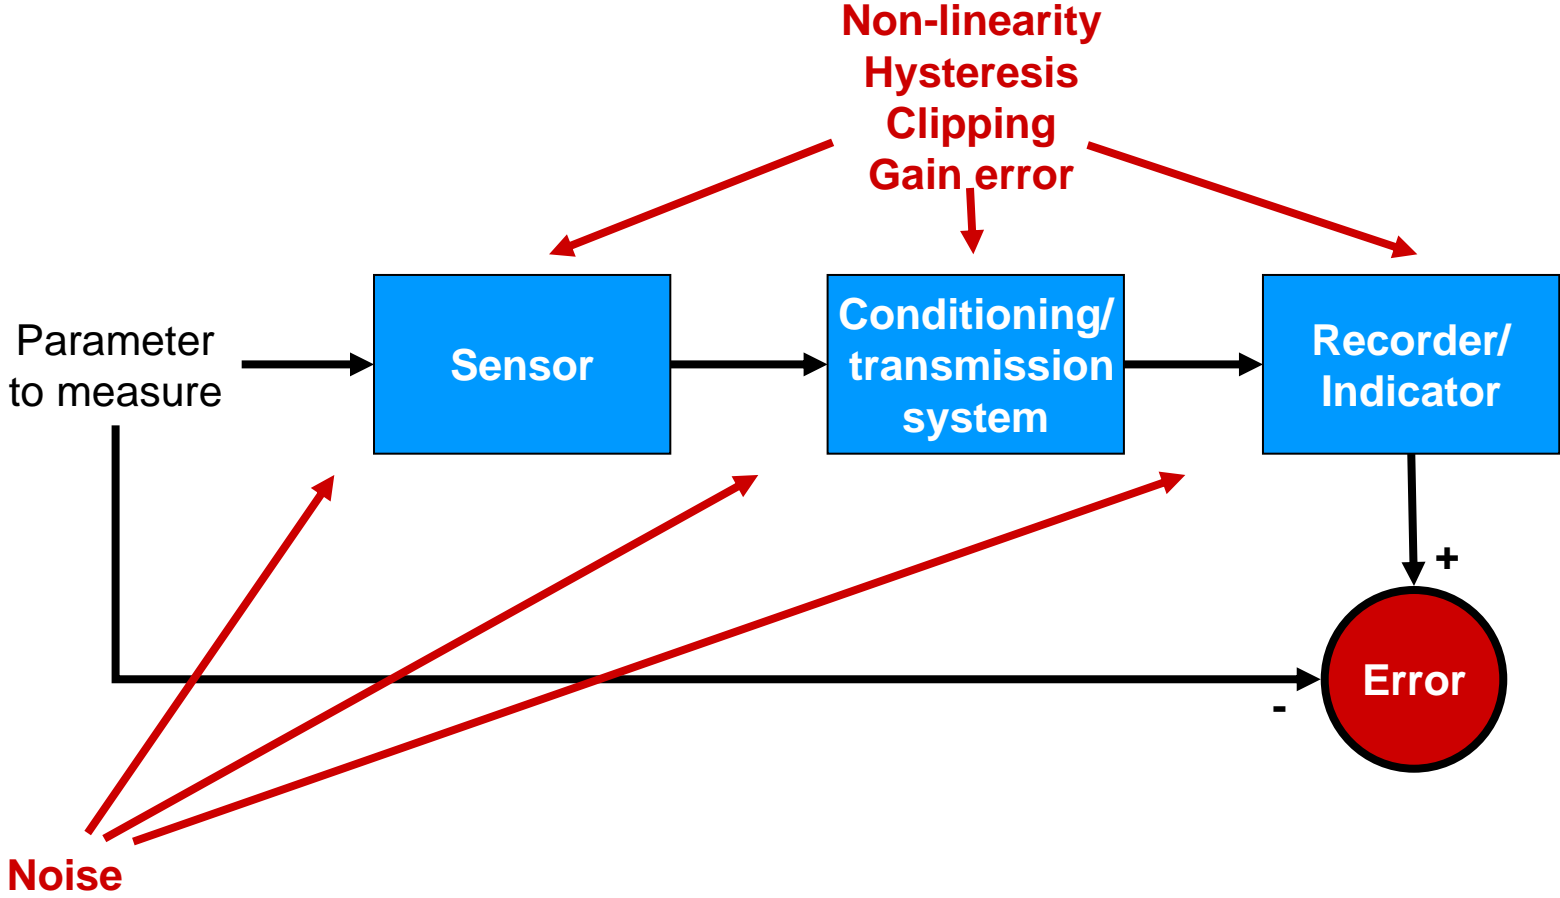 Non-linearity
Hysteresis
Clipping
Gain error
Parameter
to measure
Sensor
Conditioning/
transmission
system
Recorder/
Indicator
+
-
Error
Noise